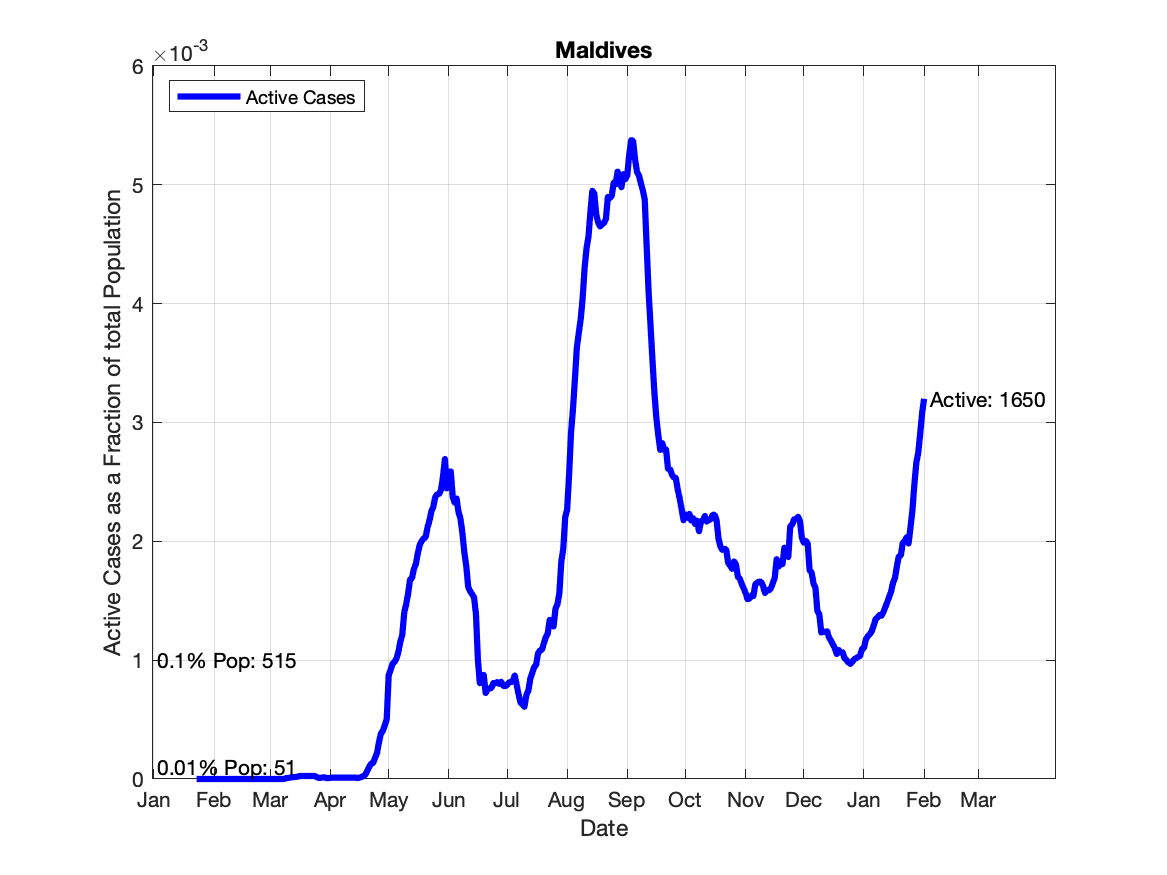 Maldives
×10-3
Active Cases
6
5
4
3
2
1
0
Active Cases as a Fraction of total Population
Active: 1650
0.1% Pop: 515
0.01% Pop: 51
Jan Feb Mar Apr May Jun Jul Aug Sep Oct Nov Dec Jan Feb Mar
Date